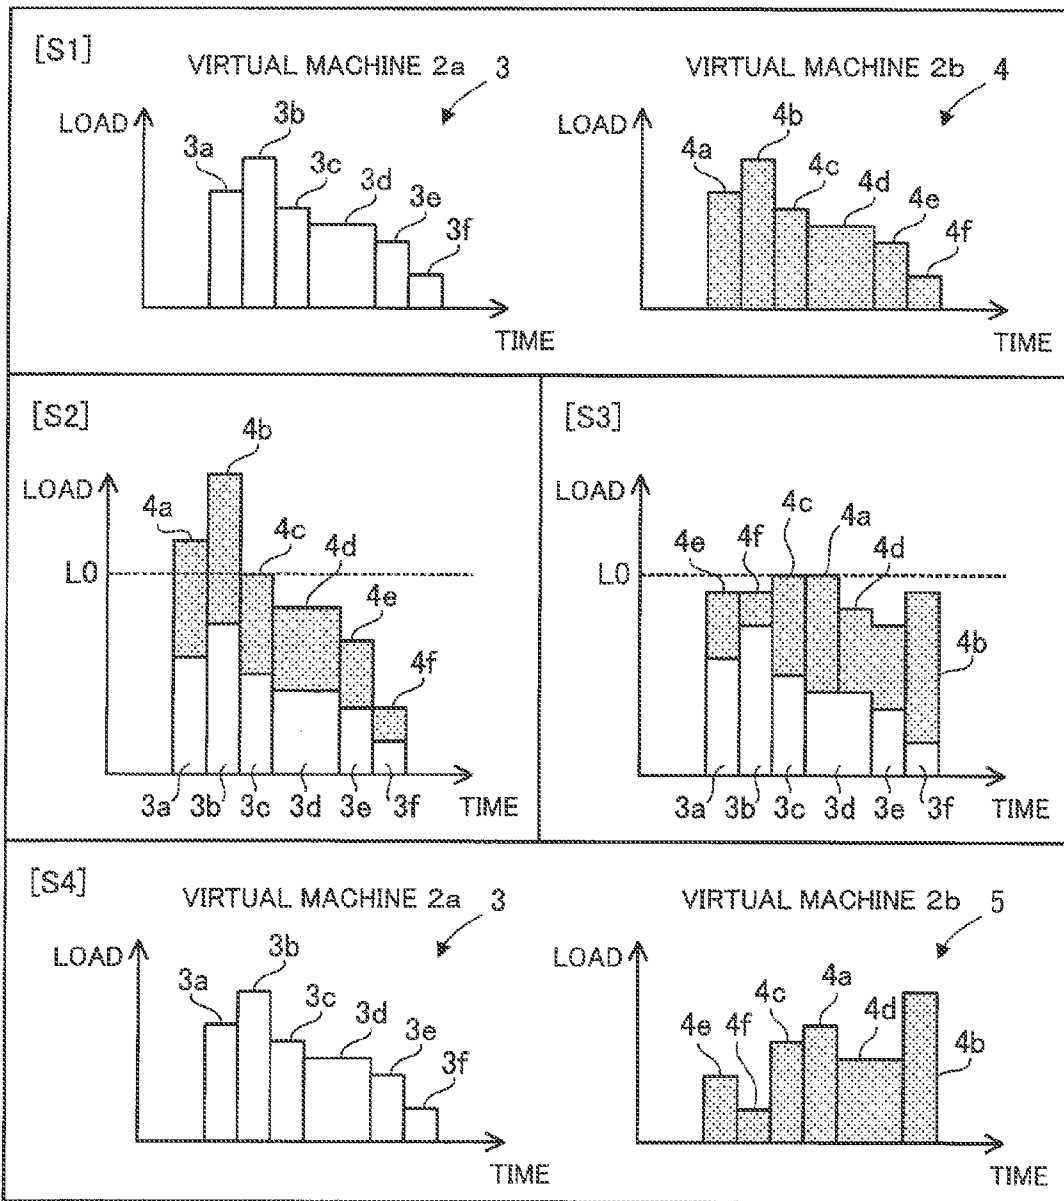 [S1]
VIRTUAL MACHINE 2a 3
LOAD
3a
3b
3c
3d
3e
3f
TIME
VIRTUAL MACHINE 2b 4
LOAD
4a
4b
4c
4d
4e
4f
TIME
[S2]
LOAD
L0
4a
4b
4c
4d
4e
4f
3a 3b 3c 3d 3e 3f TIME
[S3]
LOAD
L0
4e
4f
4c
4a
4d
4b
3a 3b 3c 3d 3e 3f TIME
[S4]
VIRTUAL MACHINE 2a 3
LOAD
3a
3b
3c
3d
3e
3f
TIME
VIRTUAL MACHINE 2b 5
LOAD
4e
4f
4c
4a
4d
4b
TIME